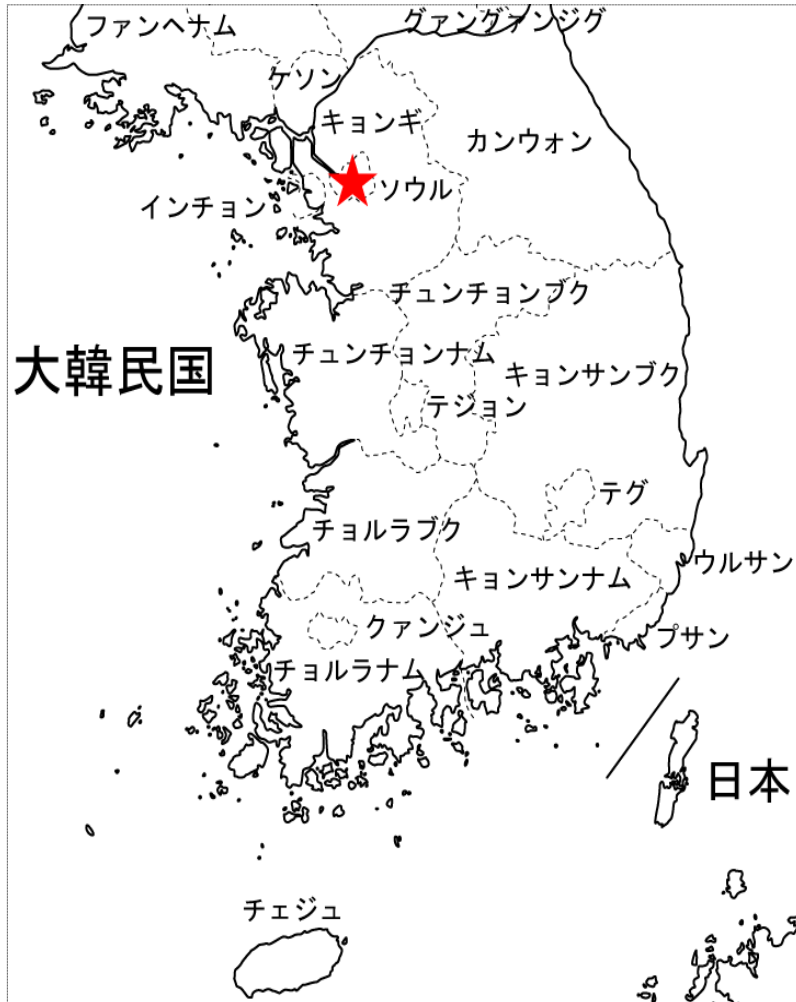 ファンヘナム
グァングァンジグ
ケソン
キョンギ
カンウォン
ソウル
インチョン
チュンチョンブク
大韓民国
チュンチョンナム
キョンサンブク
テジョン
テグ
チョルラブク
ウルサン
キョンサンナム
クァンジュ
プサン
チョルラナム
日本
チェジュ